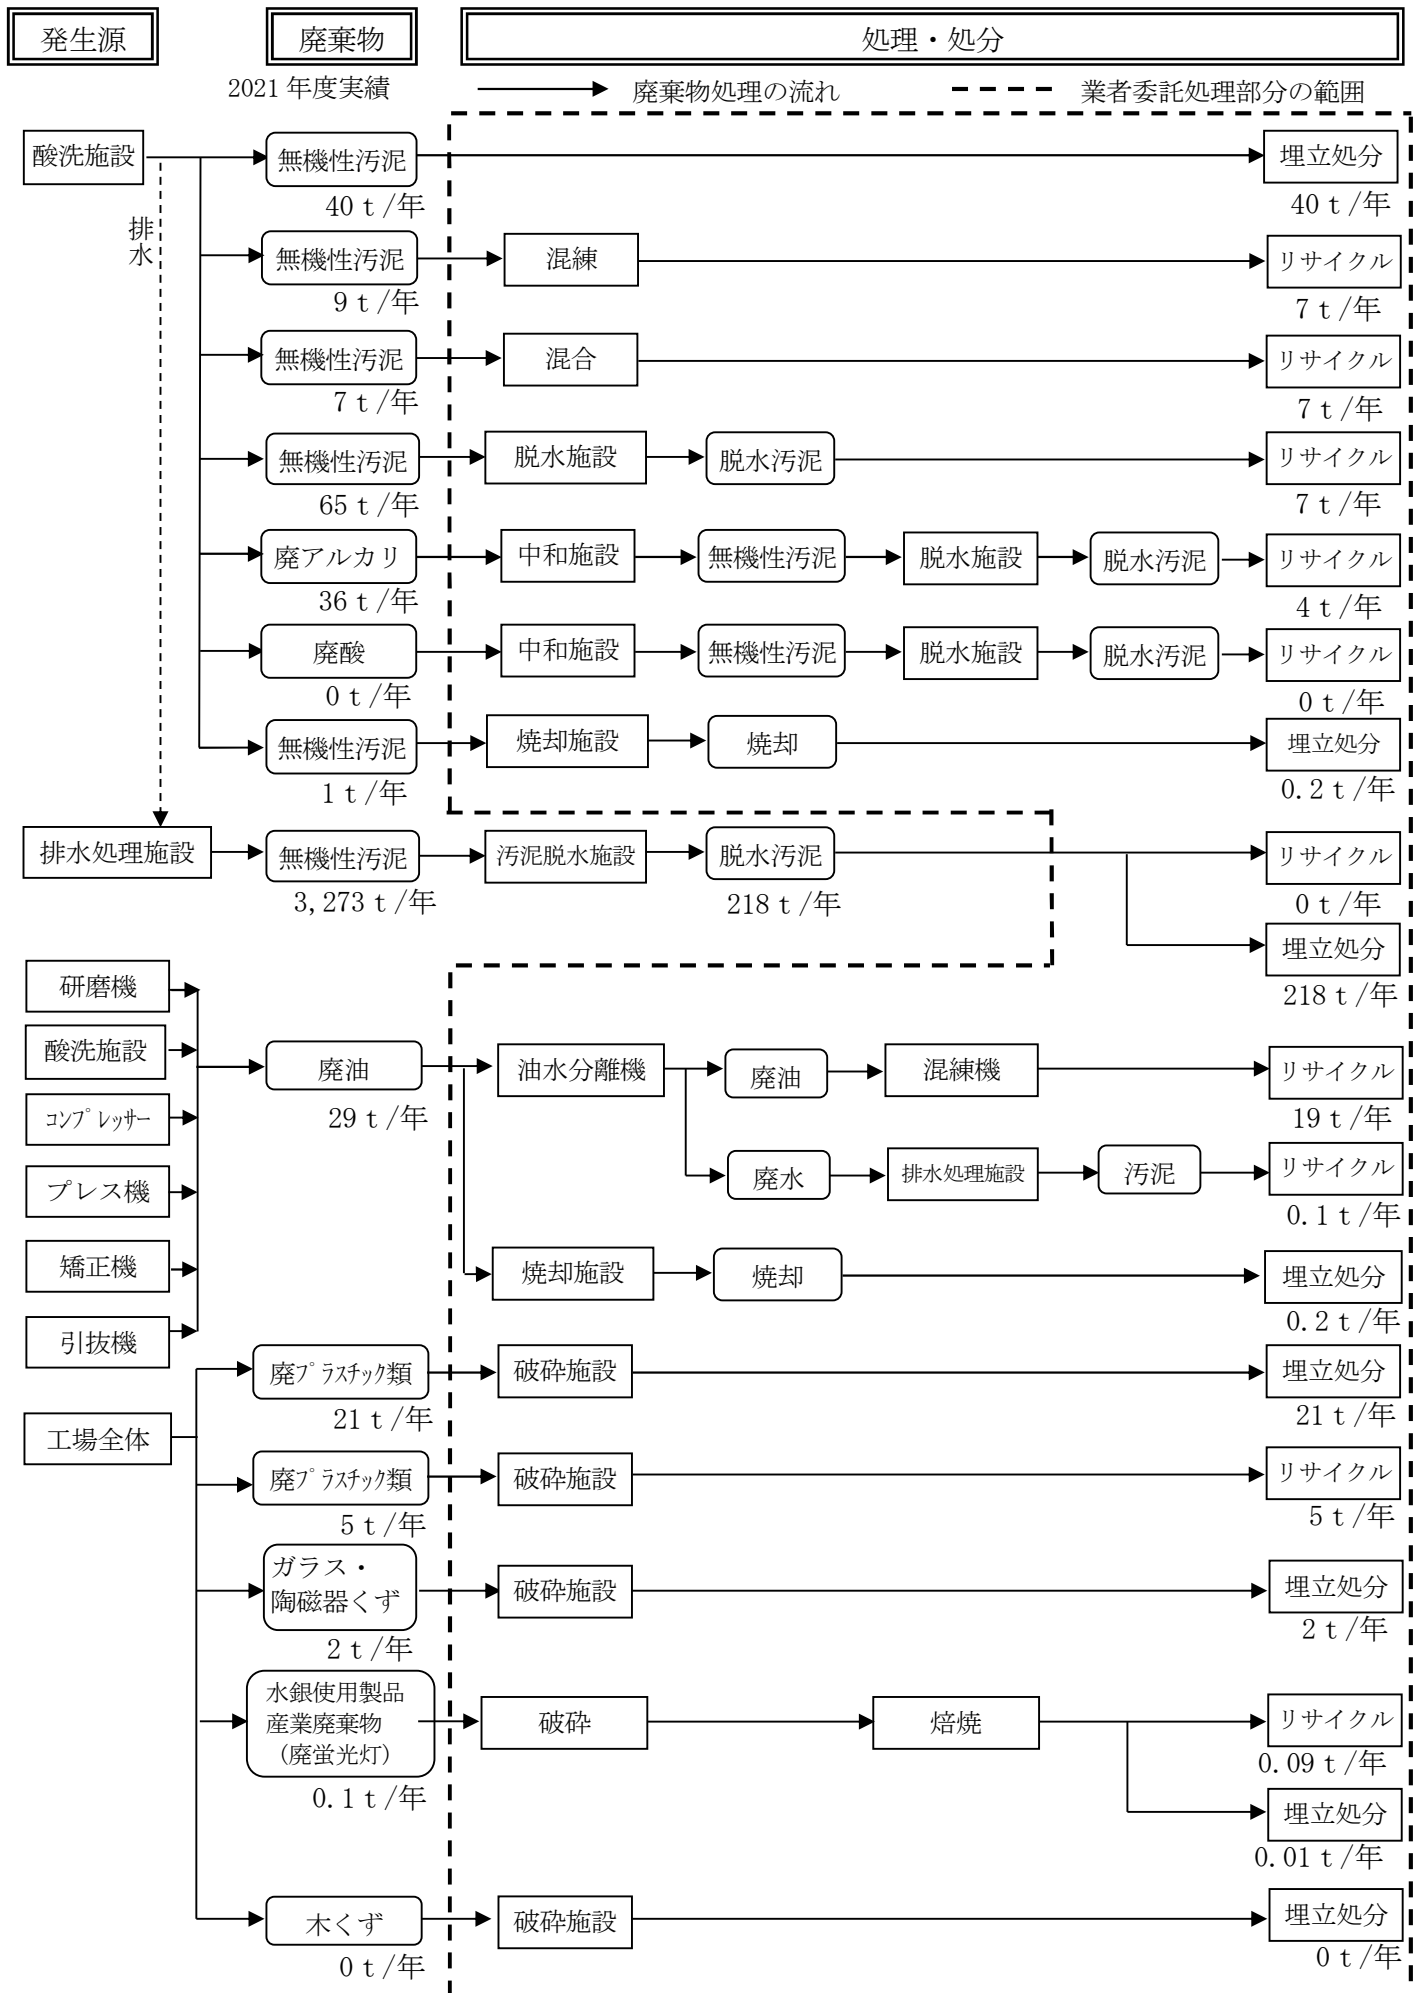 発生源
廃棄物
処理・処分
2021 年度実績
廃棄物処理の流れ
業者委託処理部分の範囲
酸洗施設
無機性汚泥
埋立処分
40 t /年
40 t /年
排水
無機性汚泥
混練
リサイクル
9 t /年
7 t /年
無機性汚泥
混合
リサイクル
7 t /年
7 t /年
無機性汚泥
脱水施設
脱水汚泥
リサイクル
65 t /年
7 t /年
廃アルカリ
中和施設
無機性汚泥
脱水施設
脱水汚泥
リサイクル
36 t /年
4 t /年
廃酸
中和施設
無機性汚泥
脱水施設
脱水汚泥
リサイクル
0 t /年
0 t /年
無機性汚泥
焼却施設
焼却
埋立処分
1 t /年
0.2 t /年
排水処理施設
無機性汚泥
汚泥脱水施設
脱水汚泥
リサイクル
3,273 t /年
218 t /年
0 t /年
埋立処分
218 t /年
研磨機
酸洗施設
コンプレッサー
プレス機
矯正機
引抜機
廃油
油水分離機
廃油
混練機
リサイクル
29 t /年
19 t /年
廃水
排水処理施設
汚泥
リサイクル
0.1 t /年
焼却施設
焼却
埋立処分
0.2 t /年
廃プラスチック類
破砕施設
埋立処分
21 t /年
21 t /年
工場全体
廃プラスチック類
破砕施設
リサイクル
5 t /年
5 t /年
ガラス・
陶磁器くず
破砕施設
埋立処分
2 t /年
2 t /年
水銀使用製品
産業廃棄物
（廃蛍光灯）
破砕
焙焼
リサイクル
0.1 t /年
0.09 t /年
埋立処分
0.01 t /年
木くず
破砕施設
埋立処分
0 t /年
0 t /年